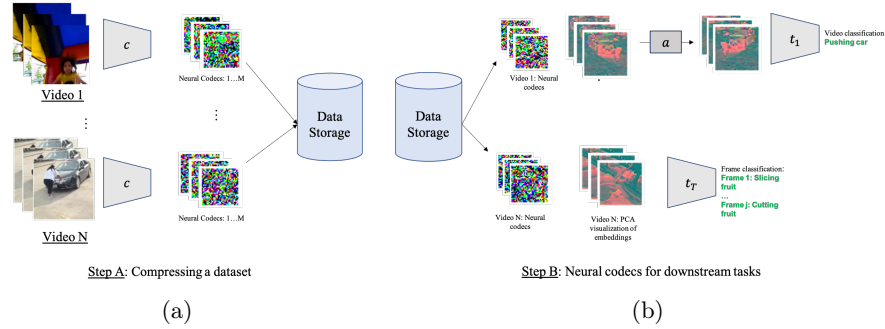 c
Video 1
Neural Codecs: 1...M
⋮
⋮
c
Video N
Neural Codecs: 1...M
Data
Storage
Step A: Compressing a dataset
(a)
Data
Storage
Video 1: Neural
codecs
a
t₁
Video classification
Pushing car
Video N: Neural
codecs
Video N: PCA
visualization of
embeddings
t_T
Frame classification:
Frame 1: Slicing
fruit
...
Frame j: Cutting
fruit
Step B: Neural codecs for downstream tasks
(b)